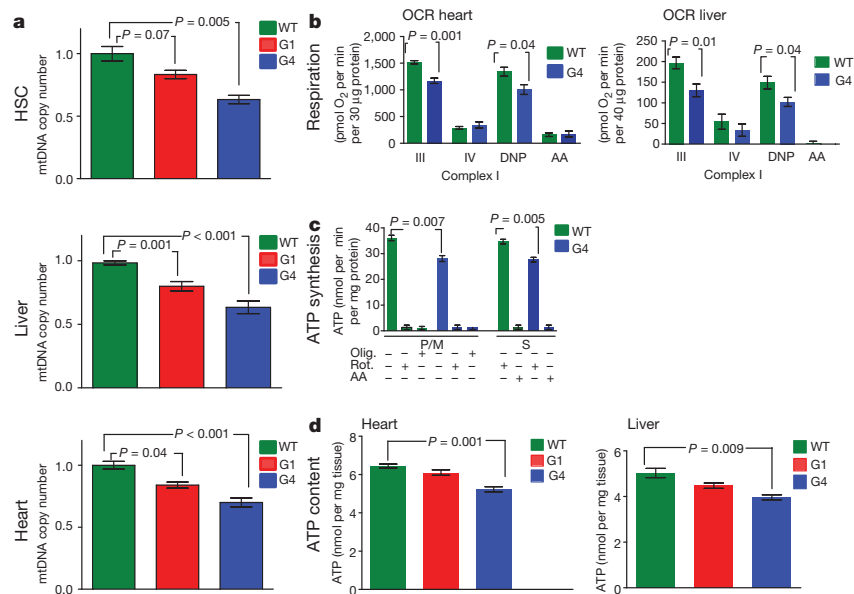 a
HSC
mtDNA copy number
P = 0.005
P = 0.07
WT
G1
G4
1.0
0.5
0.0
Liver
mtDNA copy number
P < 0.001
P = 0.001
WT
G1
G4
1.0
0.5
0.0
Heart
mtDNA copy number
P < 0.001
P = 0.04
WT
G1
G4
1.0
0.5
0.0
b
Respiration
OCR heart
(pmol O2 per min
per 30 μg protein)
P = 0.001
P = 0.04
WT
G4
2,000
1,500
1,000
500
0
III IV DNP AA
Complex I
OCR liver
(pmol O2 per min
per 40 μg protein)
P = 0.01
P = 0.04
WT
G4
250
200
150
100
50
0
III IV DNP AA
Complex I
c
ATP synthesis
ATP (nmol per min
per mg protein)
P = 0.007
P = 0.005
WT
G4
40
30
20
10
0
P/M S
Olig. – – + – – +
Rot. – + – – + – + – + –
AA – – – – – – – + – +
d
ATP content
Heart
ATP (nmol per mg tissue)
P = 0.001
WT
G1
G4
8
6
4
2
0
Liver
ATP (nmol per mg tissue)
P = 0.009
WT
G1
G4
6
4
2
0